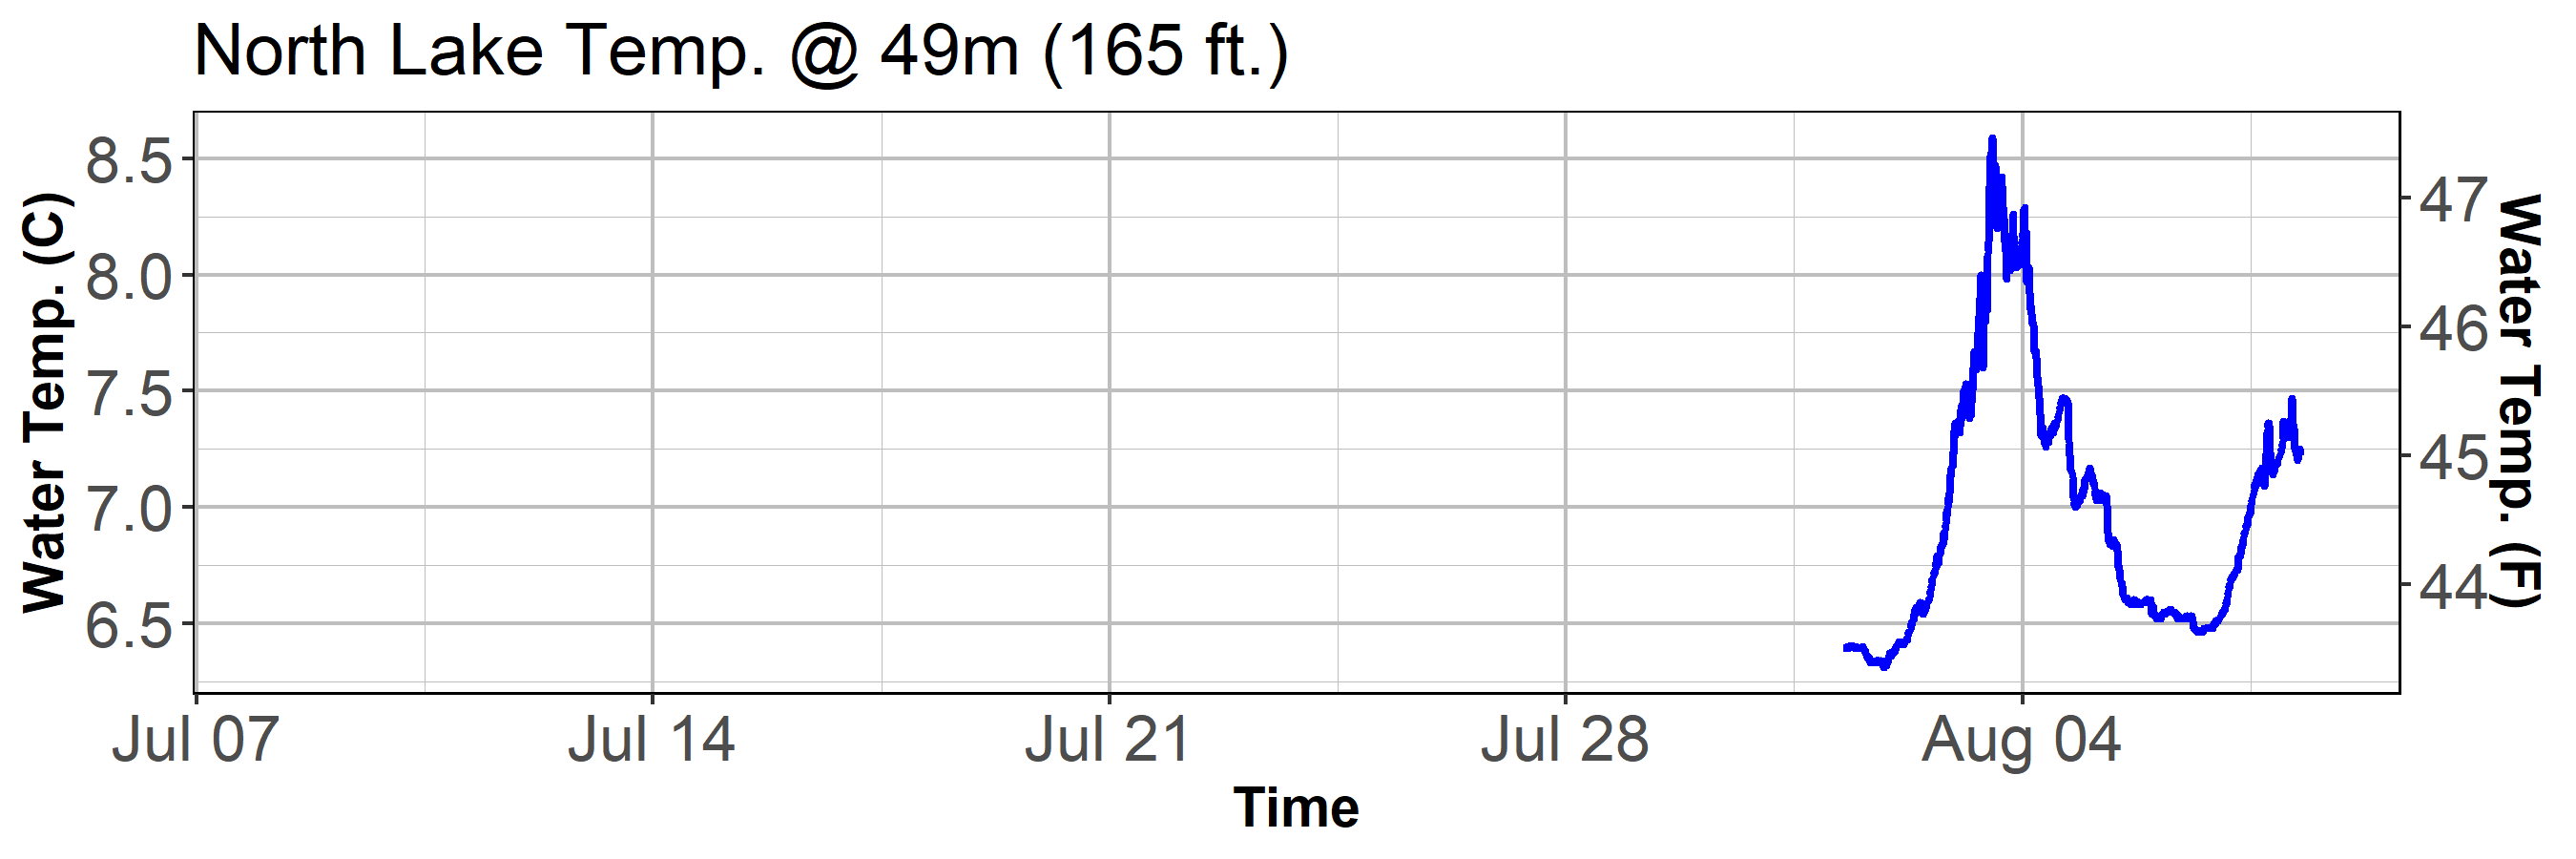 North Lake Temp. @ 49m (165 ft.)
Water Temp. (C)
8.5
8.0
7.5
7.0
6.5
47
46
45
44
Water Temp. (F)
Jul 07
Jul 14
Jul 21
Jul 28
Aug 04
Time